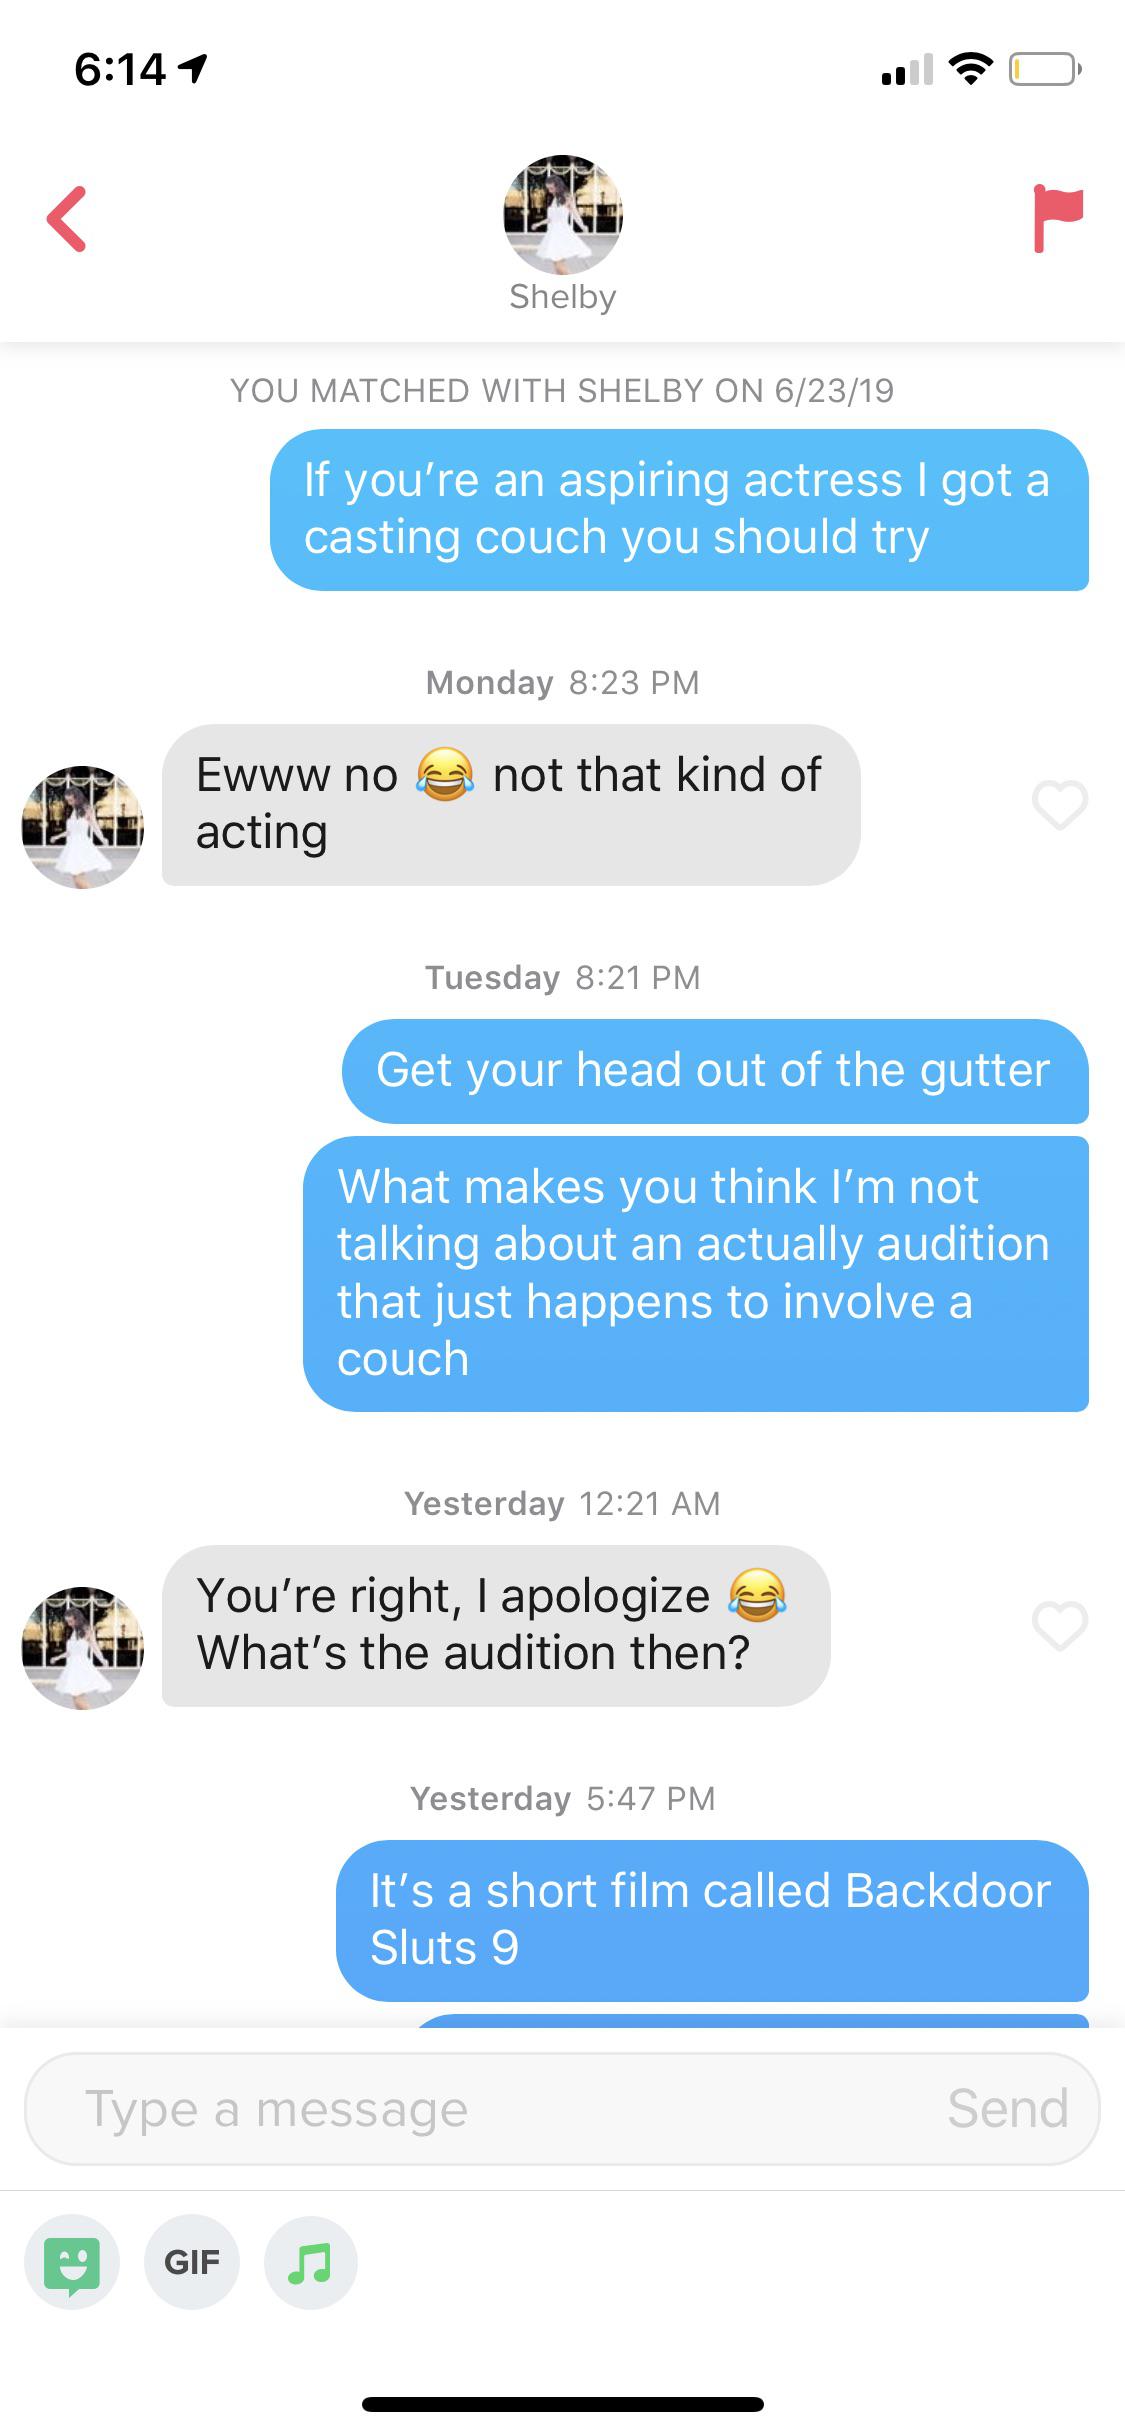 6:14
Shelby
YOU MATCHED WITH SHELBY ON 6/23/19
If you’re an aspiring actress I got a
casting couch you should try
Monday 8:23 PM
Ewww no 😂 not that kind of
acting
Tuesday 8:21 PM
Get your head out of the gutter
What makes you think I’m not
talking about an actually audition
that just happens to involve a
couch
Yesterday 12:21 AM
You’re right, I apologize 😂
What’s the audition then?
Yesterday 5:47 PM
It’s a short film called Backdoor
Sluts 9
Type a message
Send
GIF